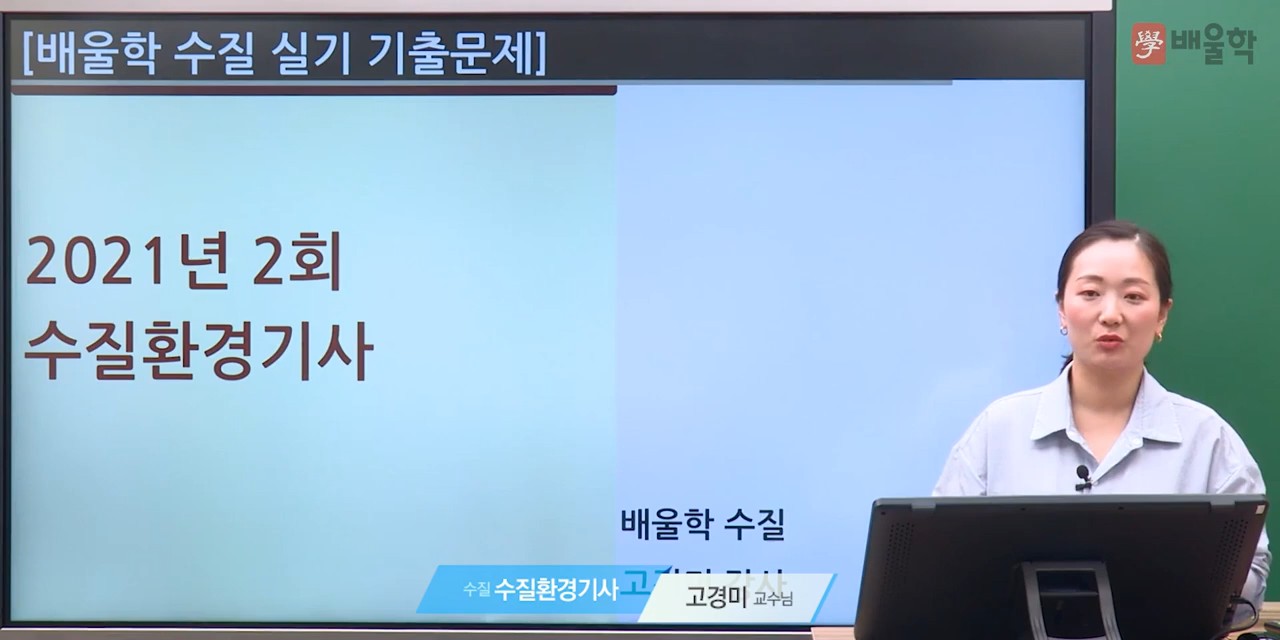 [배울학 수질 실기 기출문제]
學 배울학
2021년 2회
수질환경기사
배울학 수질
수질 수질환경기사
고경미 교수님